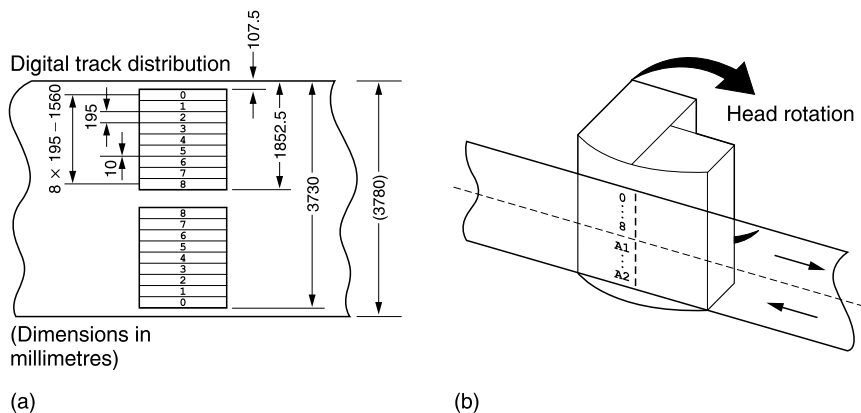 Digital track distribution
107.5
0
1
2
3
4
5
6
7
8
8 × 195 – 1560
195
10
1852.5
3730
(3780)
8
7
6
5
4
3
2
1
0
(Dimensions in
millimetres)
(a)
Head rotation
0
8
A1
A2
(b)